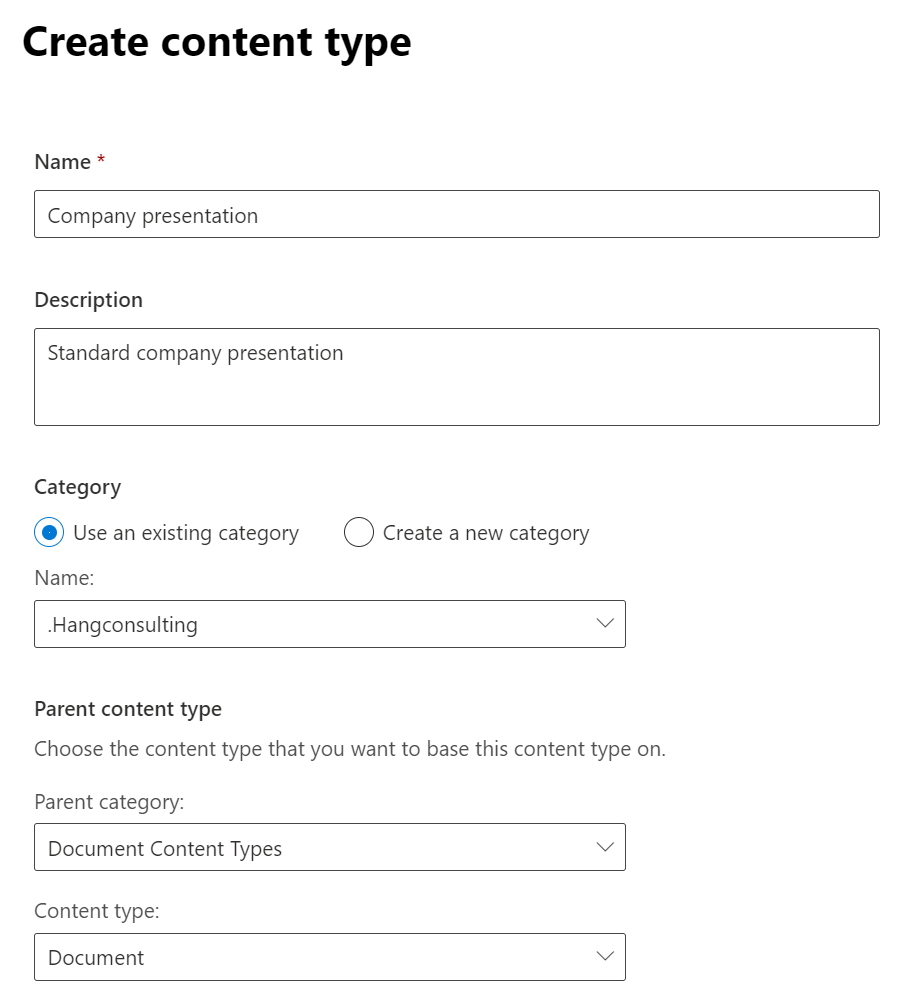 Create content type
Name *
Company presentation
Description
Standard company presentation
Category
Use an existing category Create a new category
Name:
.Hangconsulting
Parent content type
Choose the content type that you want to base this content type on.
Parent category:
Document Content Types
Content type:
Document